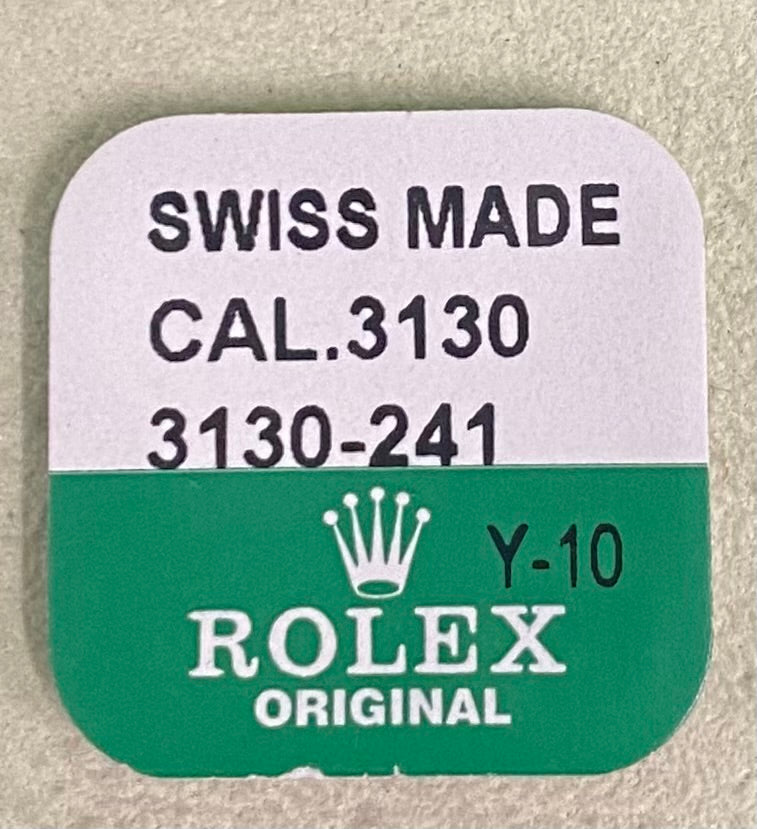 SWISS MADE
CAL.3130
3130-241
Y-10
ROLEX
ORIGINAL